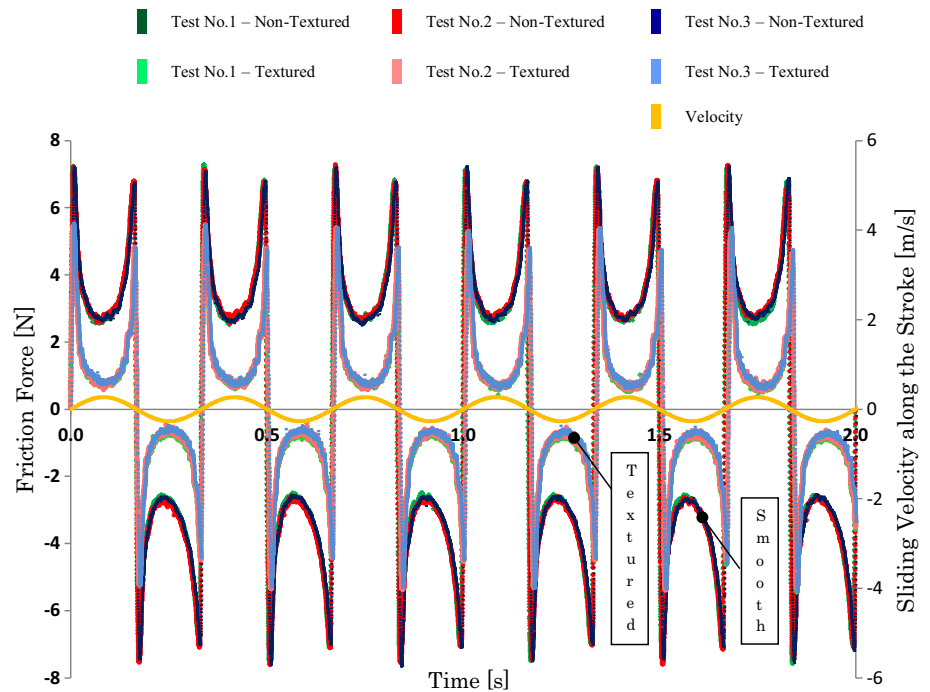 Test No.1 – Non-Textured
Test No.2 – Non-Textured
Test No.3 – Non-Textured
Test No.1 – Textured
Test No.2 – Textured
Test No.3 – Textured
Velocity
Friction Force [N]
8
6
4
2
0
-2
-4
-6
-8
0.0
0.5
1.0
1.5
2.0
Time [s]
6
4
2
0
-2
-4
-6
Sliding Velocity along the Stroke [m/s]
Textured
Smooth